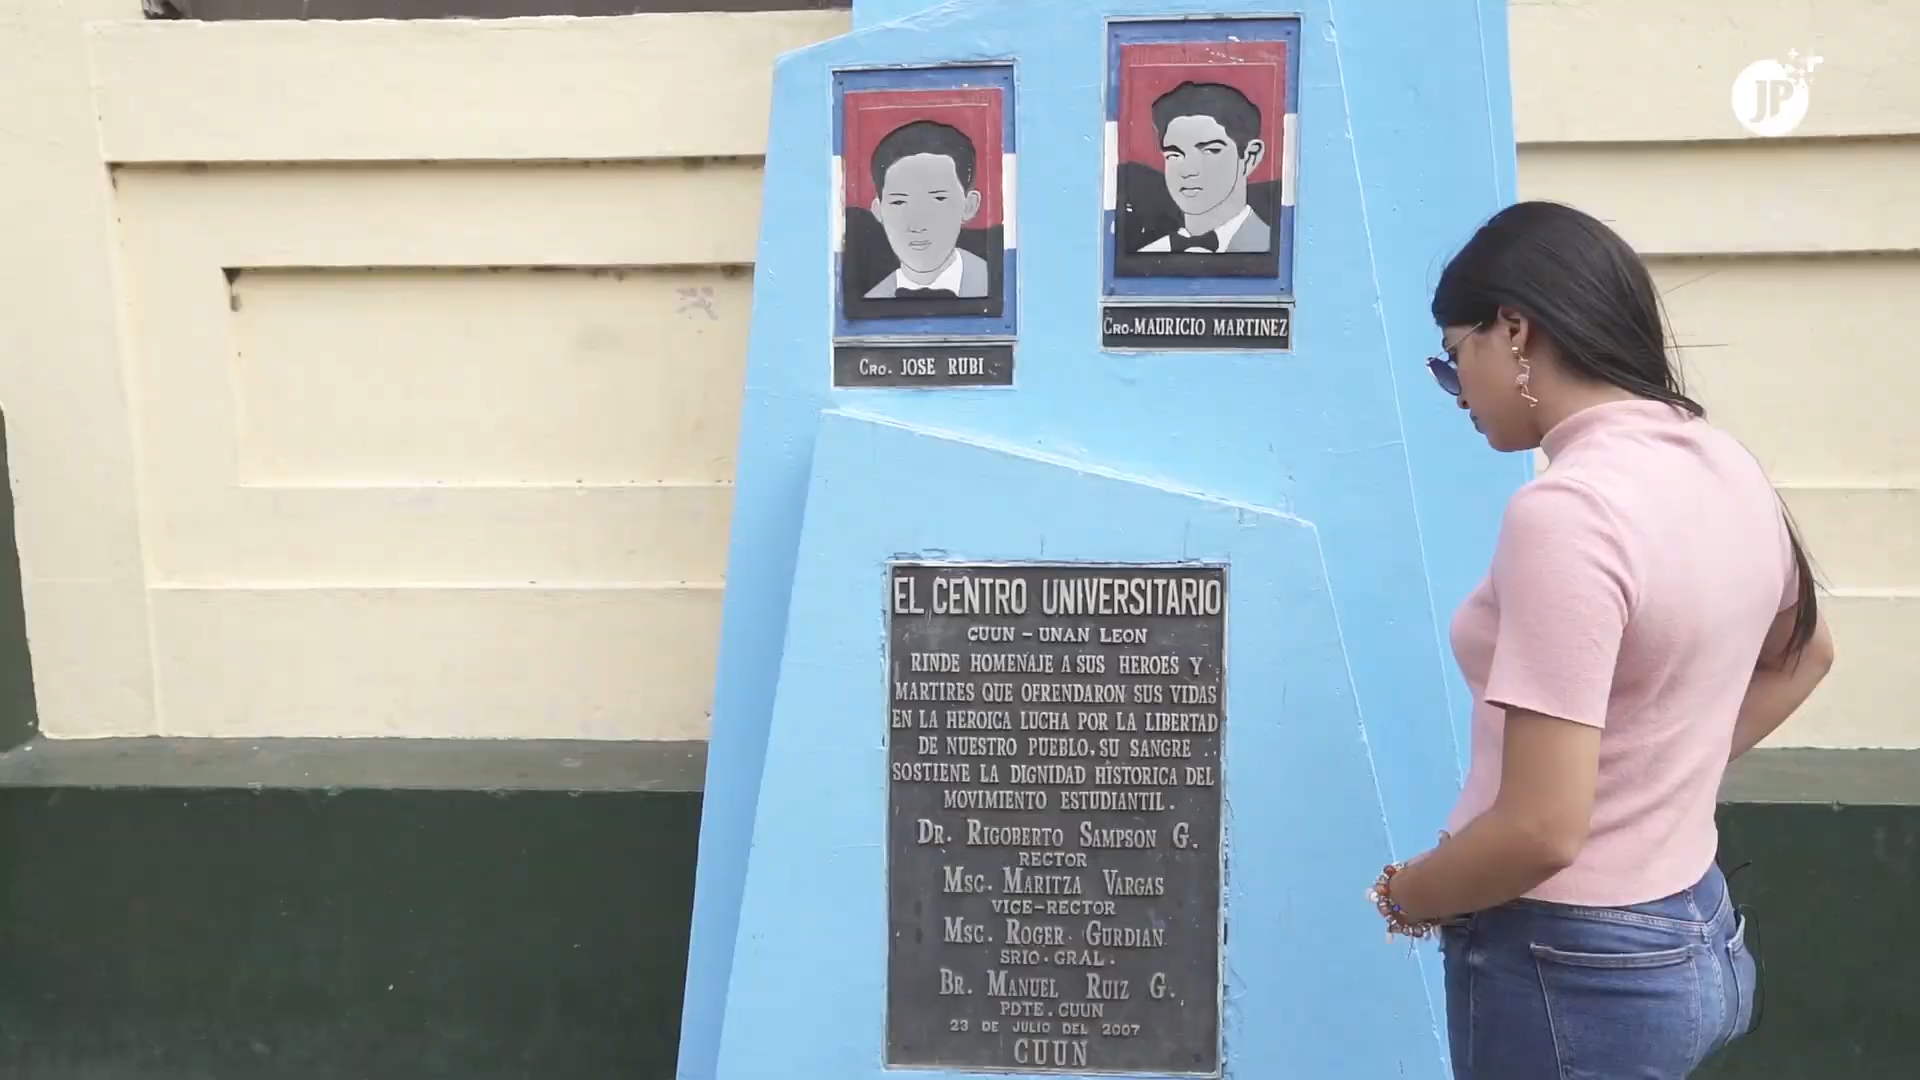 JP
Cro. MAURICIO MARTINEZ
Cro. JOSE RUBI
EL CENTRO UNIVERSITARIO
CUUN - UNAN LEON
RINDE HOMENAJE A SUS HEROES Y
MARTIRES QUE OFRENDARON SUS VIDAS
EN LA HEROICA LUCHA POR LA LIBERTAD
DE NUESTRO PUEBLO, SU SANGRE
SOSTIENE LA DIGNIDAD HISTORICA DEL
MOVIMIENTO ESTUDIANTIL.
DR. RIGOBERTO SAMPSON G.
RECTOR
MSC. MARITZA VARGAS
VICE-RECTOR
MSC. ROGER GURDIAN
SRIO. GRAL.
BR. MANUEL RUIZ G.
PDTE. CUUN
23 DE JULIO DEL 2007
CUUN